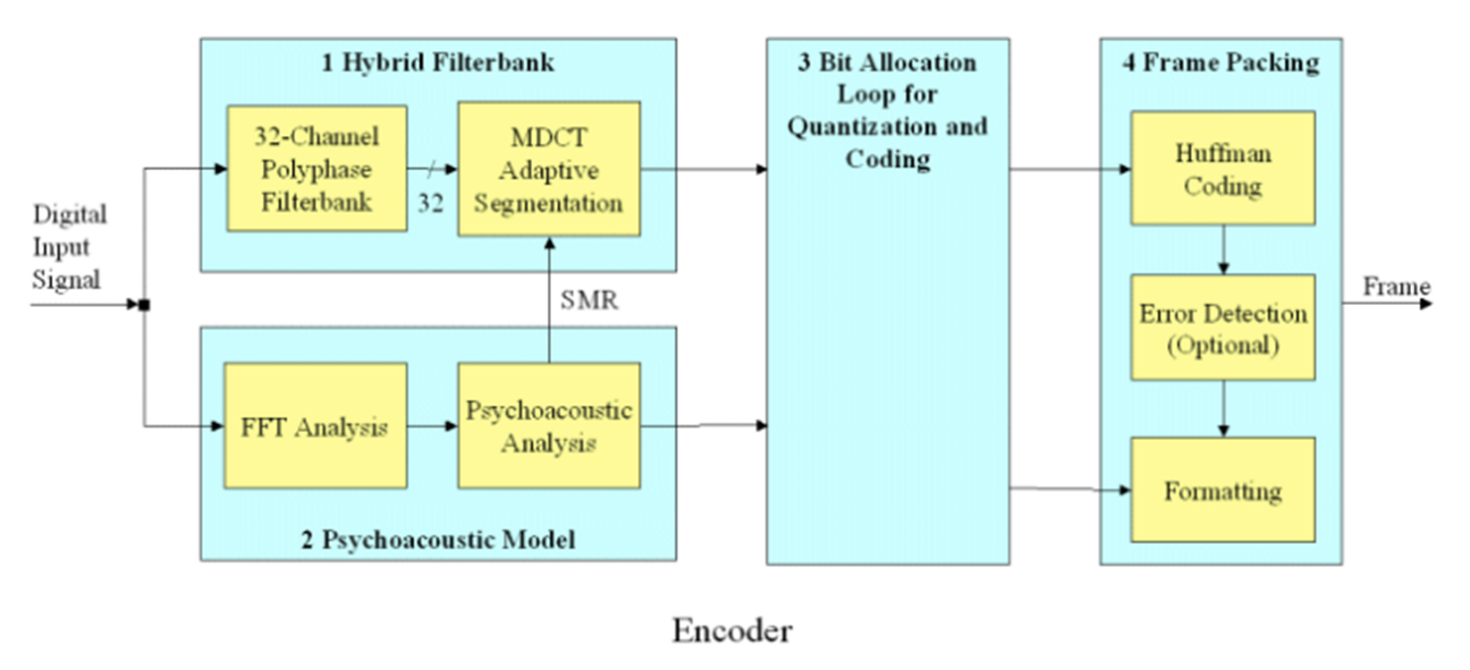 1 Hybrid Filterbank
32-Channel
Polyphase
Filterbank
32
MDCT
Adaptive
Segmentation
Digital
Input
Signal
SMR
FFT Analysis
Psychoacoustic
Analysis
2 Psychoacoustic Model
3 Bit Allocation
Loop for
Quantization and
Coding
4 Frame Packing
Huffman
Coding
Error Detection
(Optional)
Formatting
Frame
Encoder